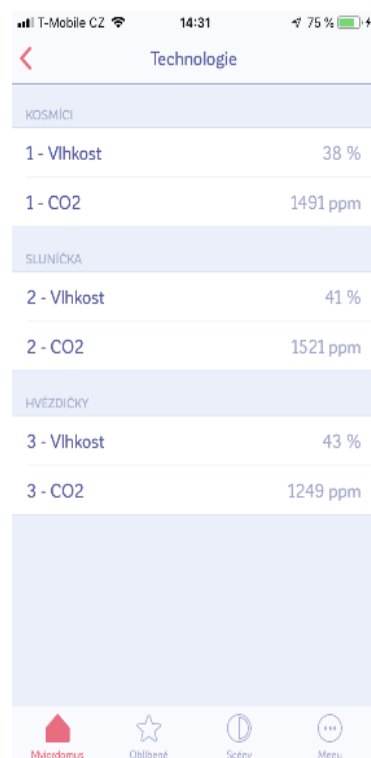 T-Mobile CZ 14:31 75 %
Technologie
KOSMÍCI
1 - Vlhkost 38 %
1 - CO2 1491 ppm
SLUNÍČKA
2 - Vlhkost 41 %
2 - CO2 1521 ppm
HVĚZDIČKY
3 - Vlhkost 43 %
3 - CO2 1249 ppm
Oblíbené Scény Menu